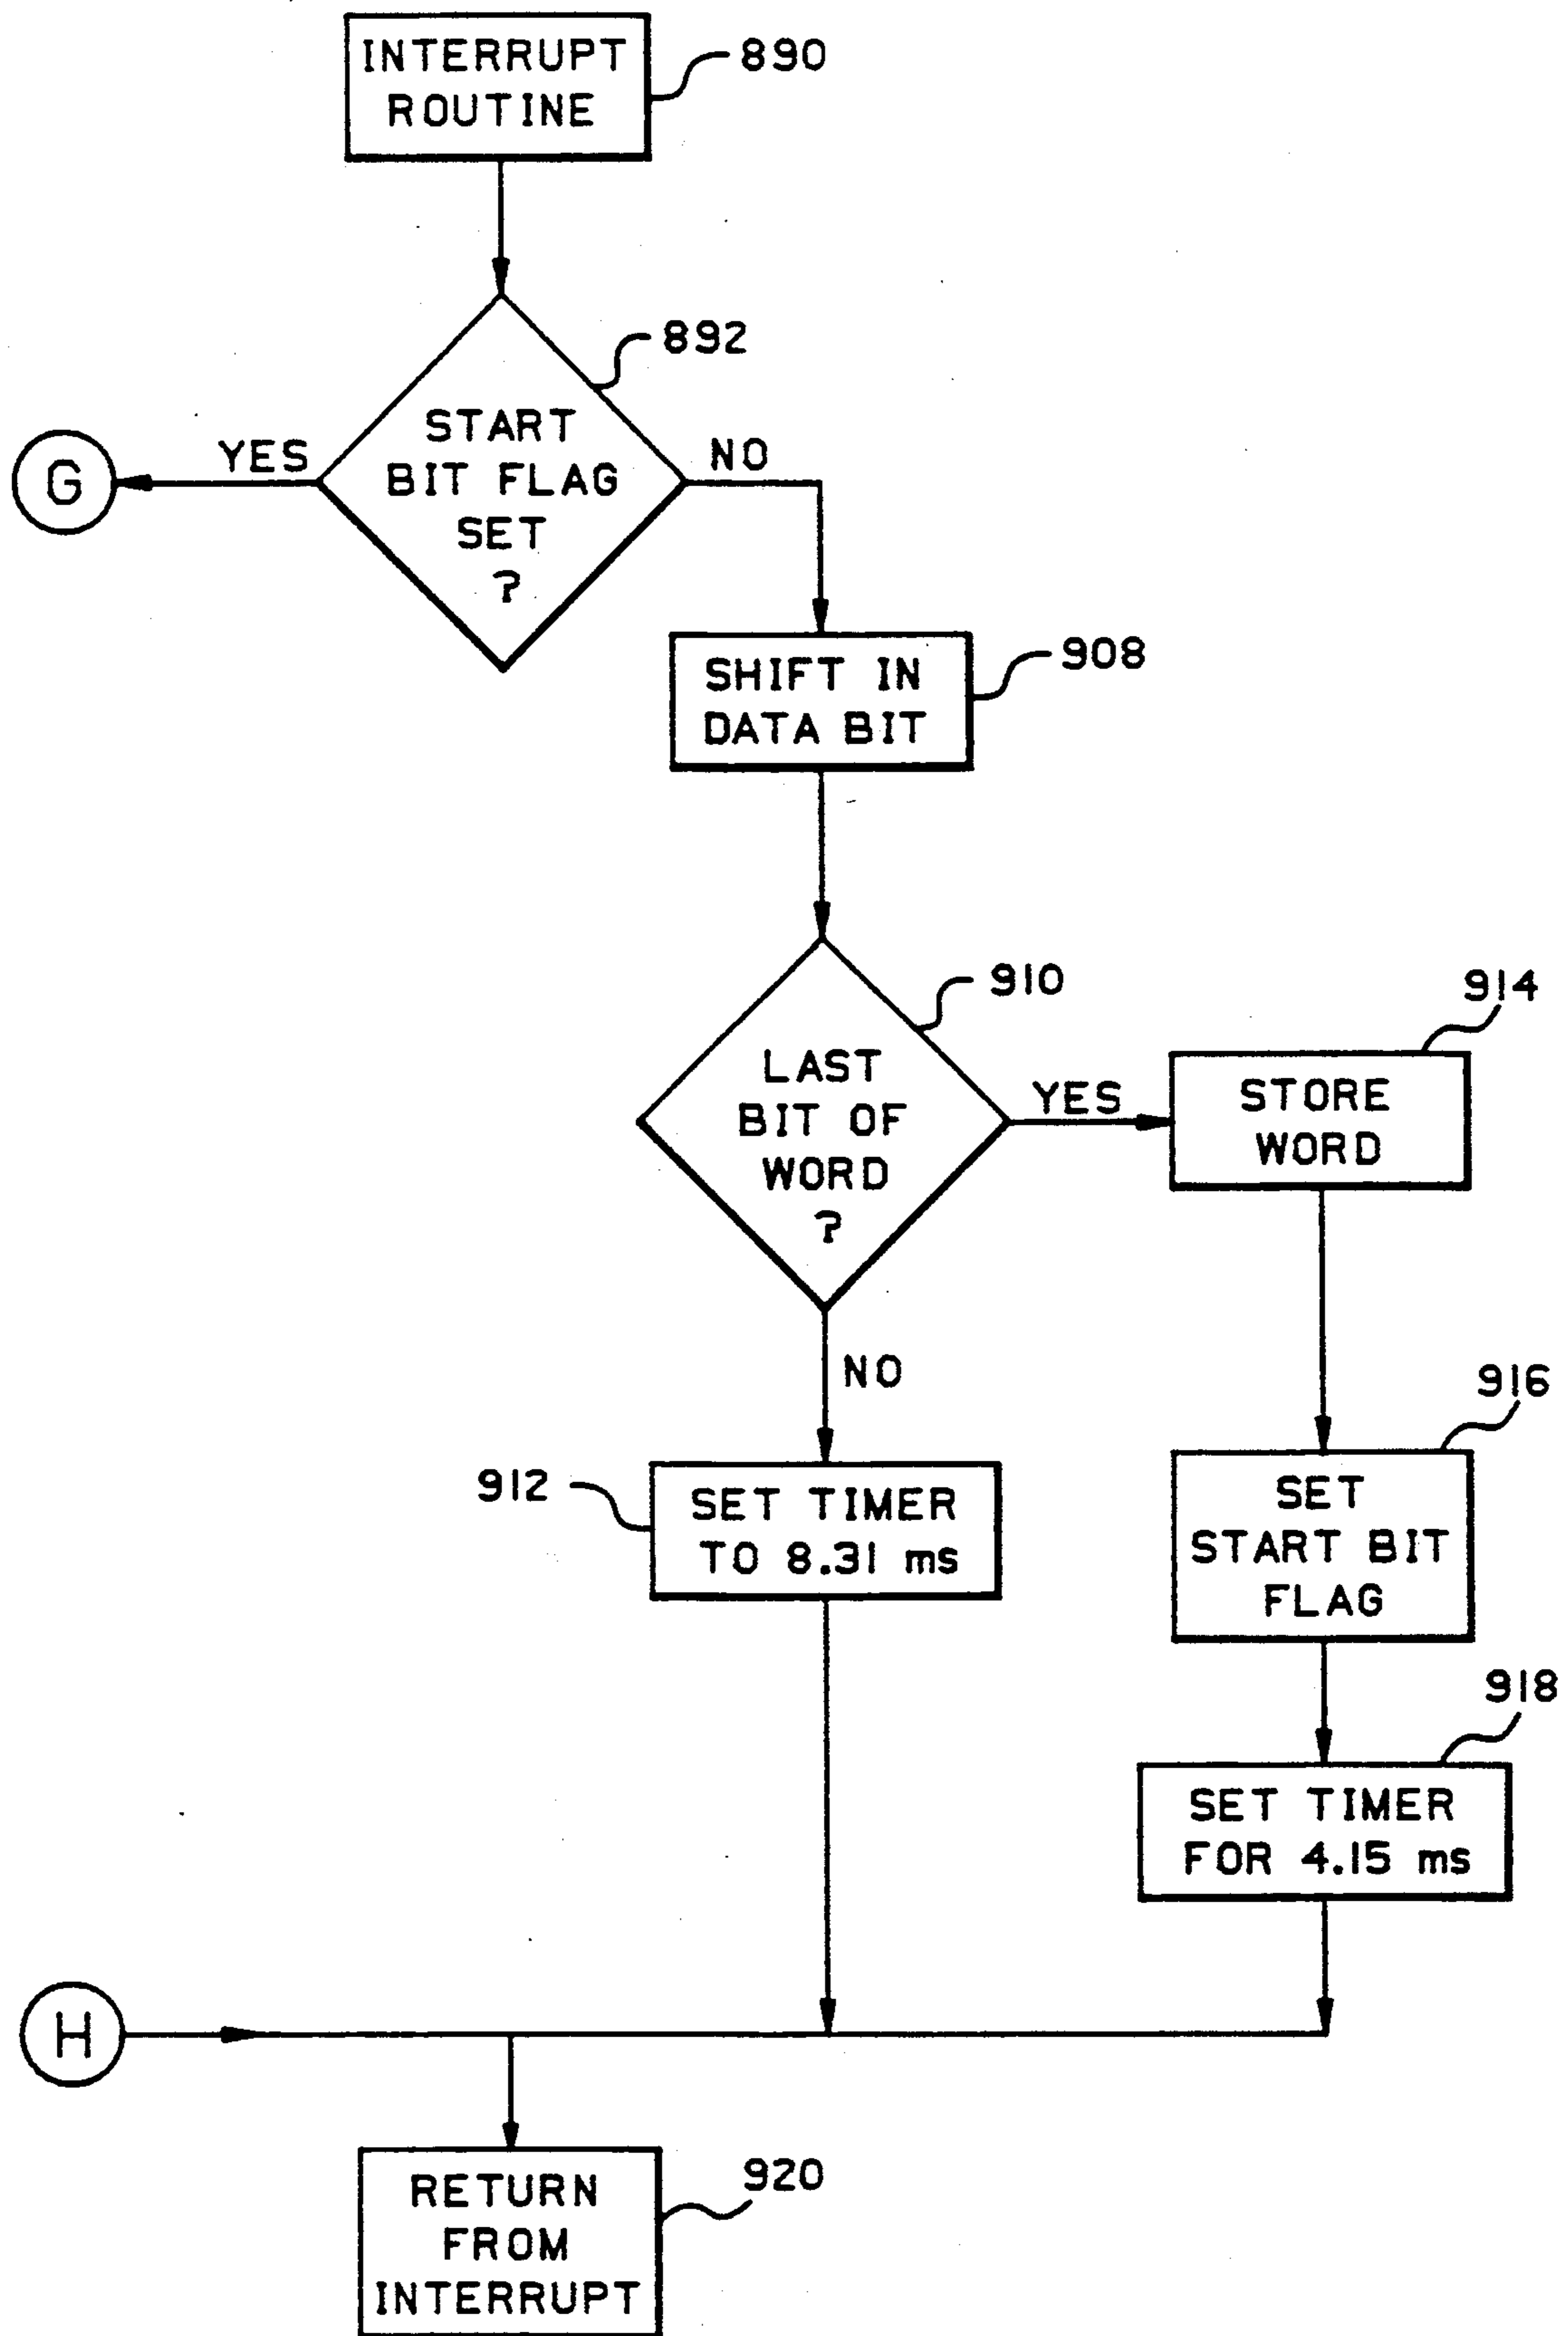 INTERRUPT
ROUTINE
890
892
START
BIT FLAG
SET
?
YES
NO
G
SHIFT IN
DATA BIT
908
910
LAST
BIT OF
WORD
?
YES
914
STORE
WORD
NO
916
SET
START BIT
FLAG
912
SET TIMER
TO 8.31 ms
918
SET TIMER
FOR 4.15 ms
H
920
RETURN
FROM
INTERRUPT